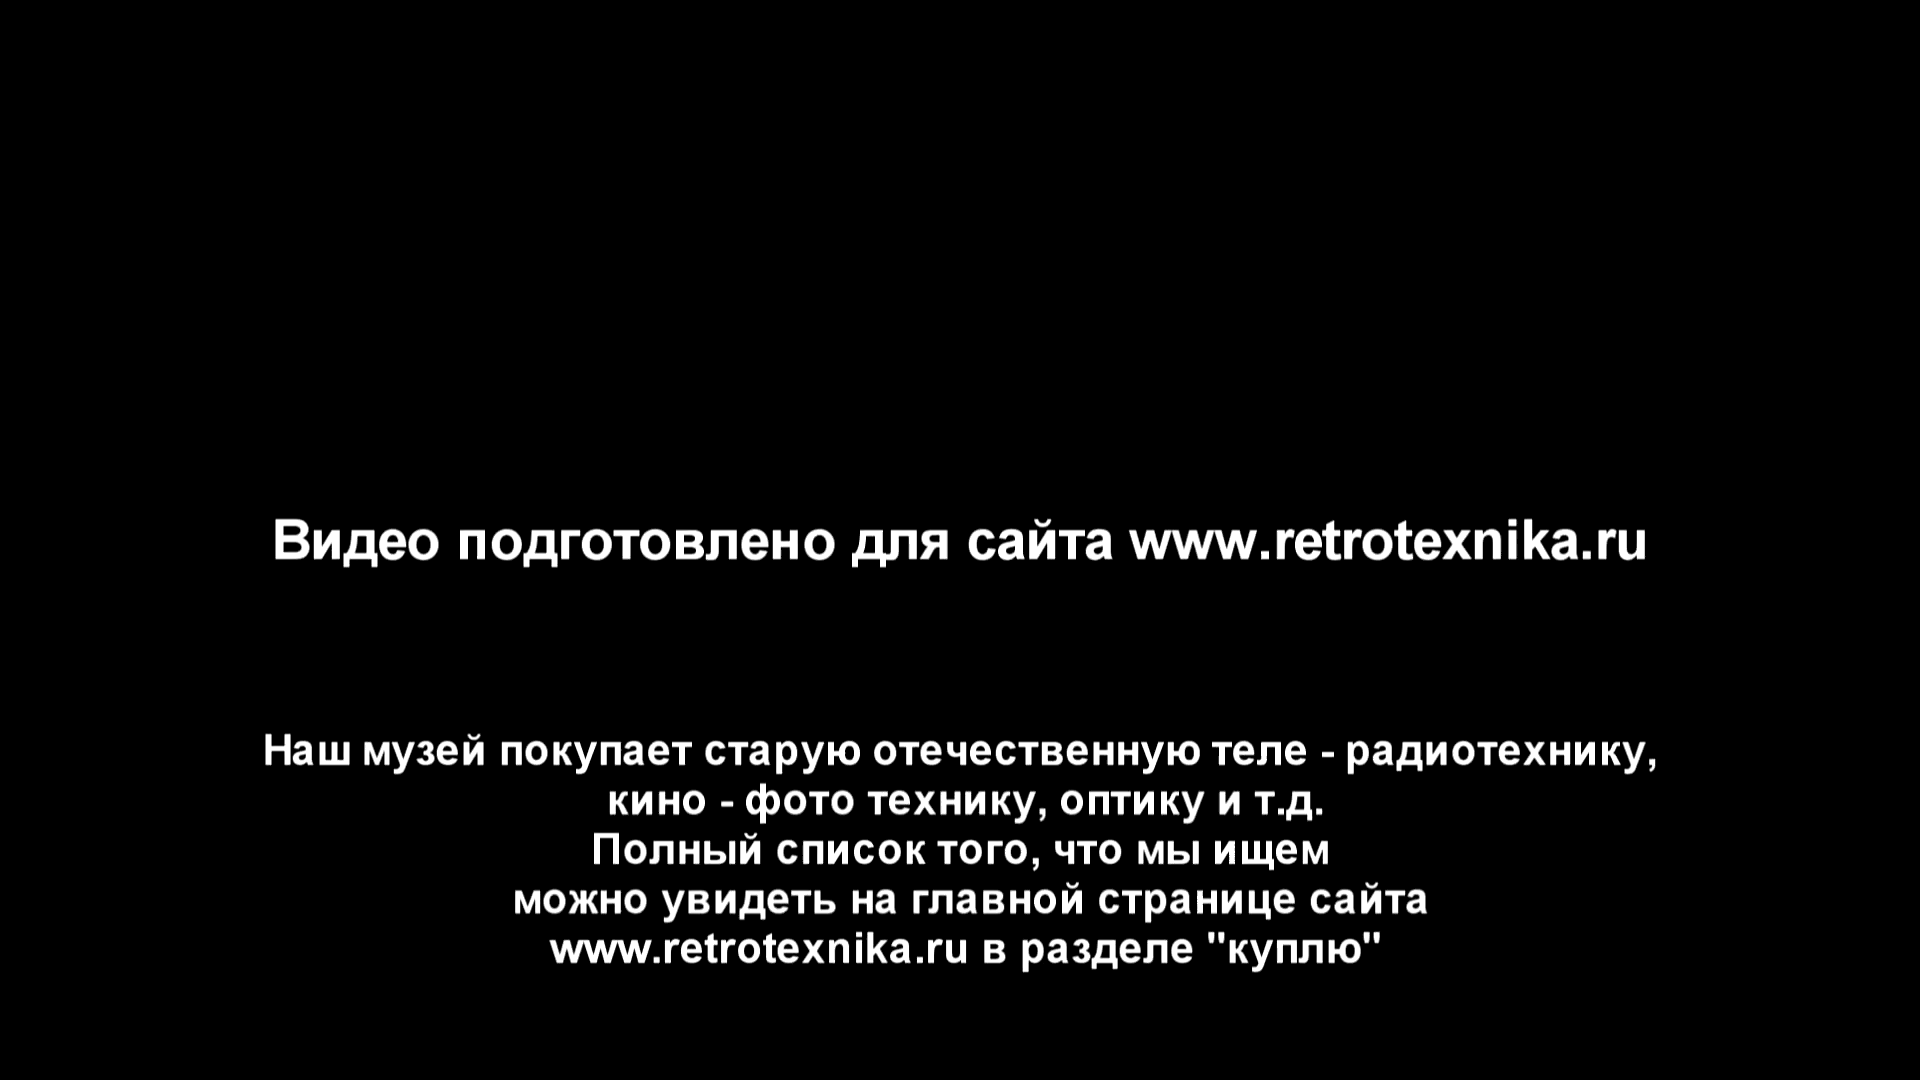 Видео подготовлено для сайта www.retrotexnika.ru
Наш музей покупает старую отечественную теле - радиотехнику,
кино - фото технику, оптику и т.д.
Полный список того, что мы ищем
можно увидеть на главной странице сайта
www.retrotexnika.ru в разделе "куплю"